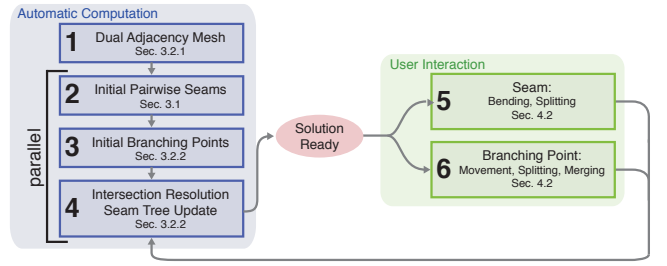 Automatic Computation
1
Dual Adjacency Mesh
Sec. 3.2.1
parallel
2
Initial Pairwise Seams
Sec. 3.1
3
Initial Branching Points
Sec. 3.2.2
4
Intersection Resolution
Seam Tree Update
Sec. 3.2.2
Solution
Ready
User Interaction
5
Seam:
Bending, Splitting
Sec. 4.2
6
Branching Point:
Movement, Splitting, Merging
Sec. 4.2